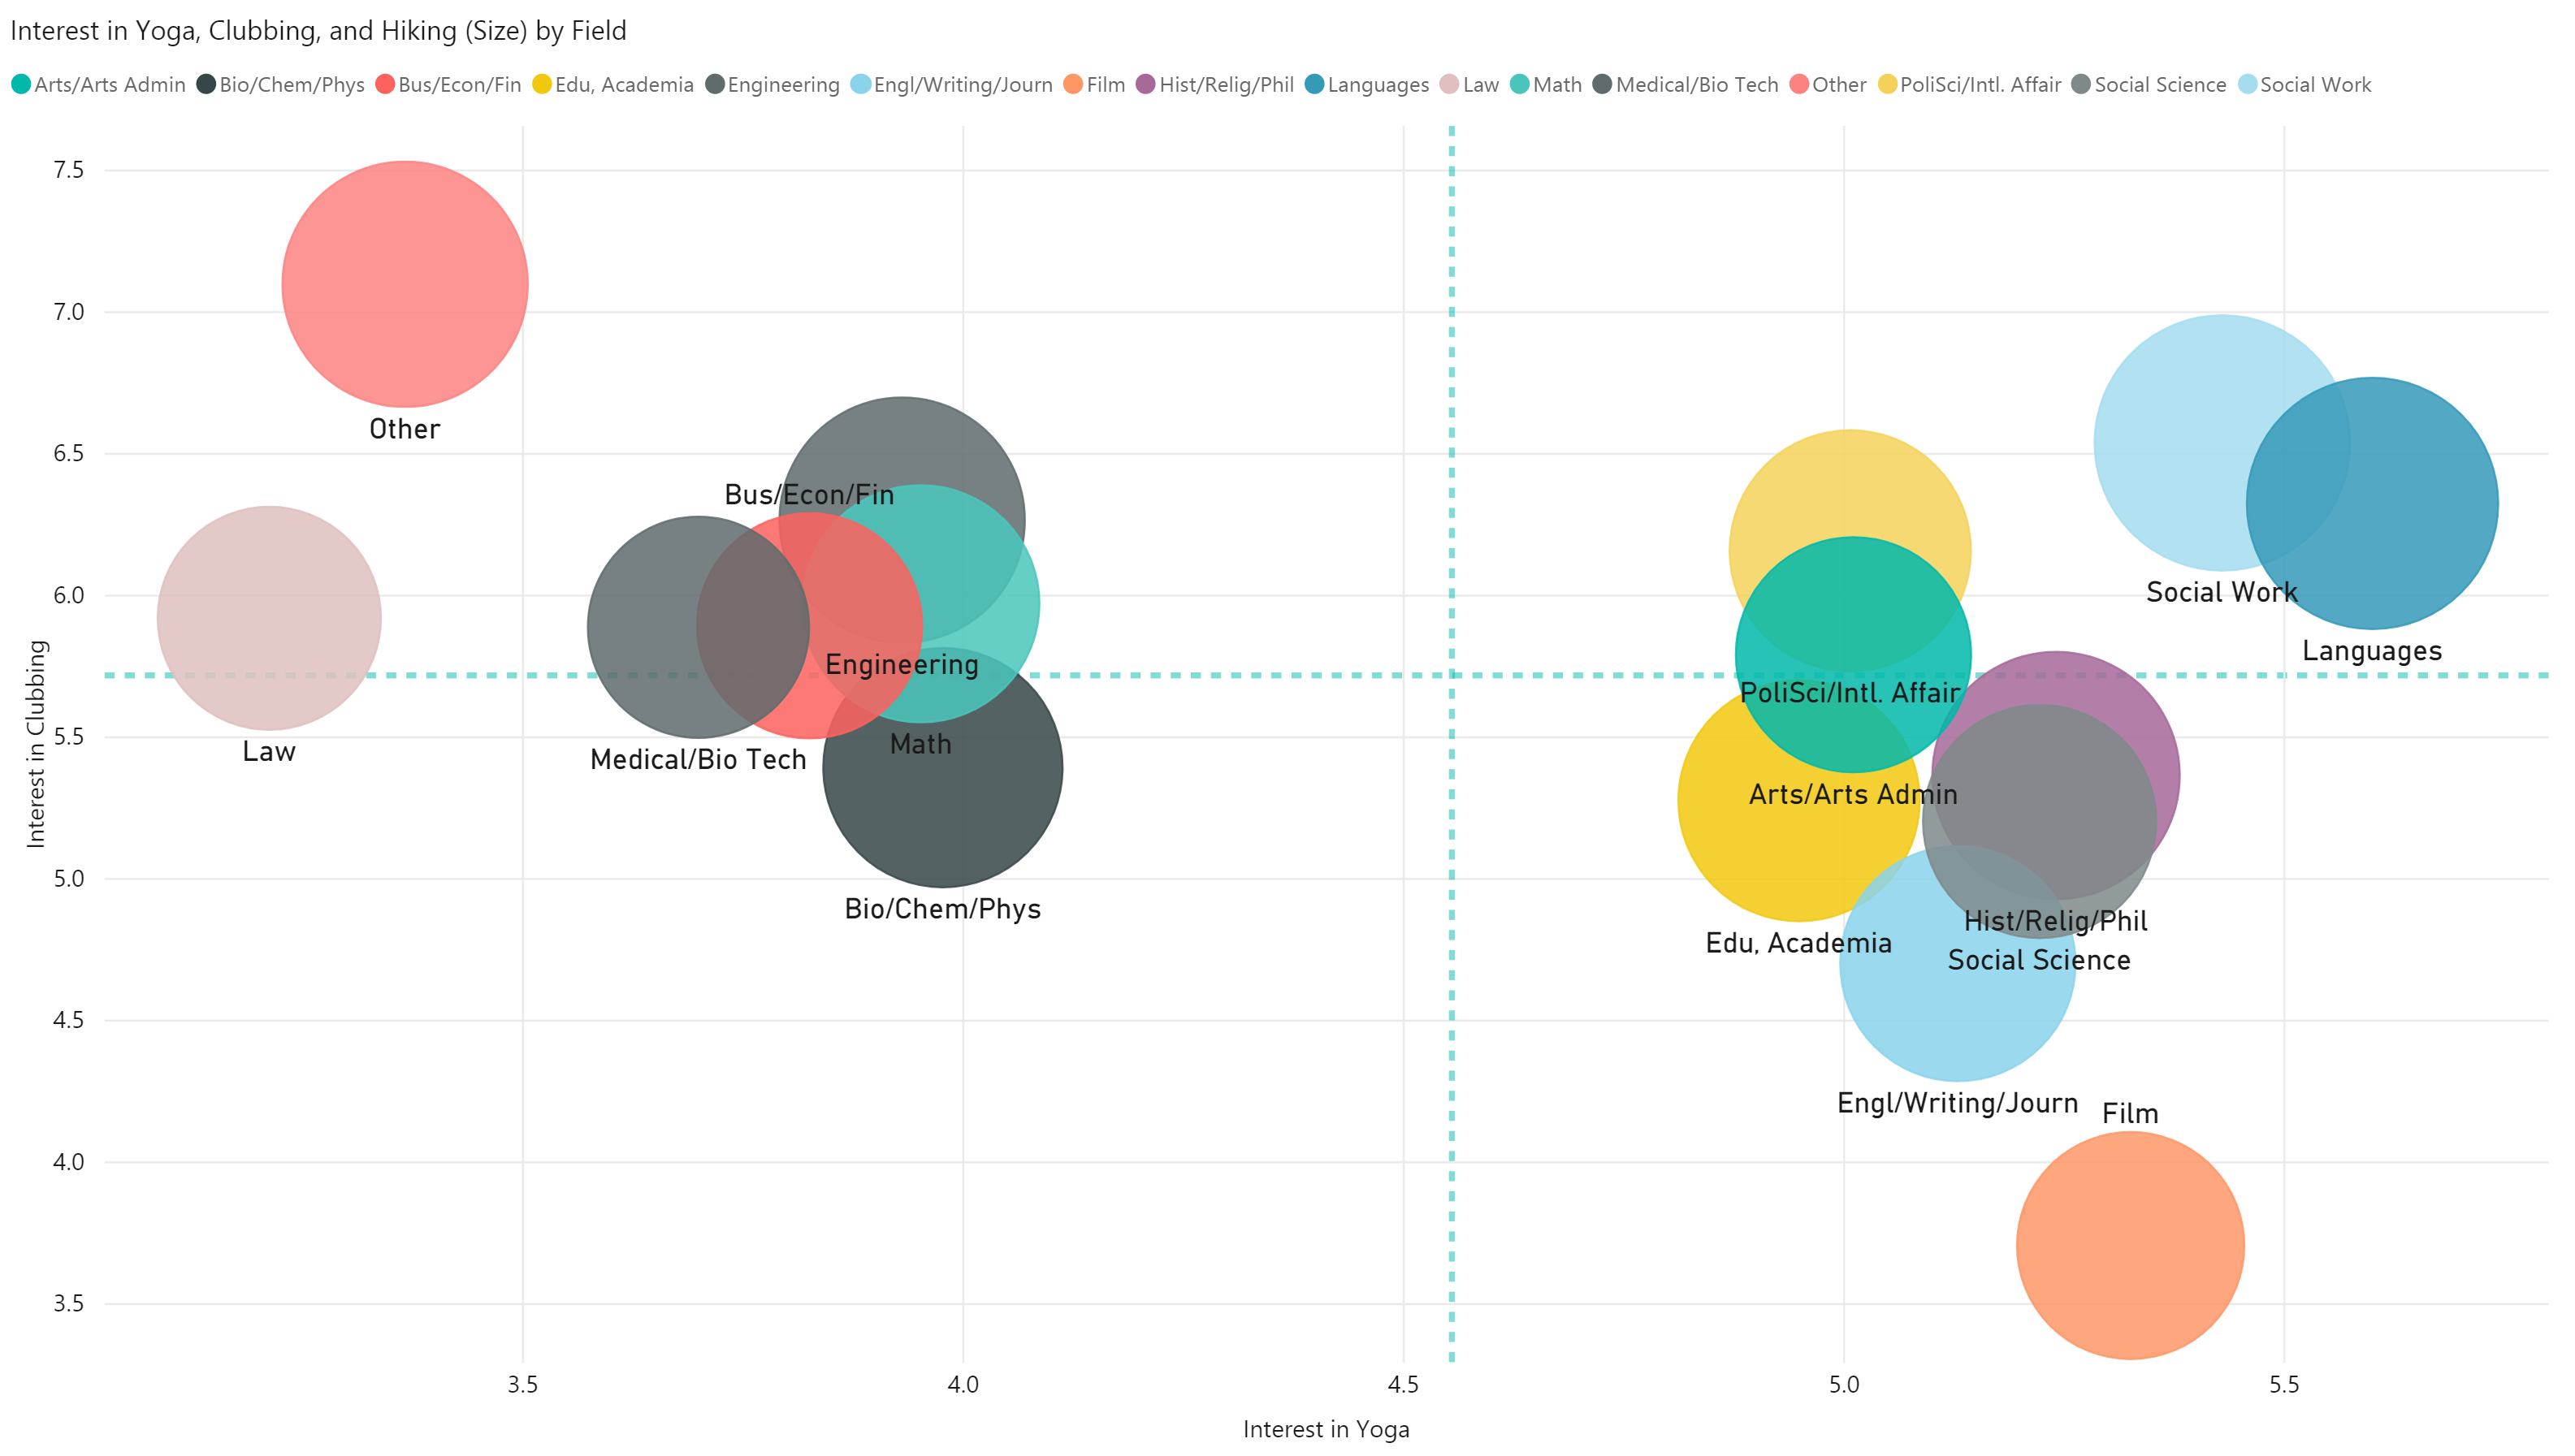 Interest in Yoga, Clubbing, and Hiking (Size) by Field
Arts/Arts Admin Bio/Chem/Phys Bus/Econ/Fin Edu, Academia Engineering Engl/Writing/Journ Film Hist/Relig/Phil Languages Law Math Medical/Bio Tech Other PoliSci/Intl. Affair Social Science Social Work
7.5
7.0
Other
6.5
Bus/Econ/Fin
6.0
Social Work
Interest in Clubbing
Languages
Engineering
PoliSci/Intl. Affair
5.5
Law
Math
Medical/Bio Tech
Arts/Arts Admin
5.0
Bio/Chem/Phys
Hist/Relig/Phil
Edu, Academia
Social Science
4.5
Engl/Writing/Journ
Film
4.0
3.5
3.5 4.0 4.5 5.0 5.5
Interest in Yoga